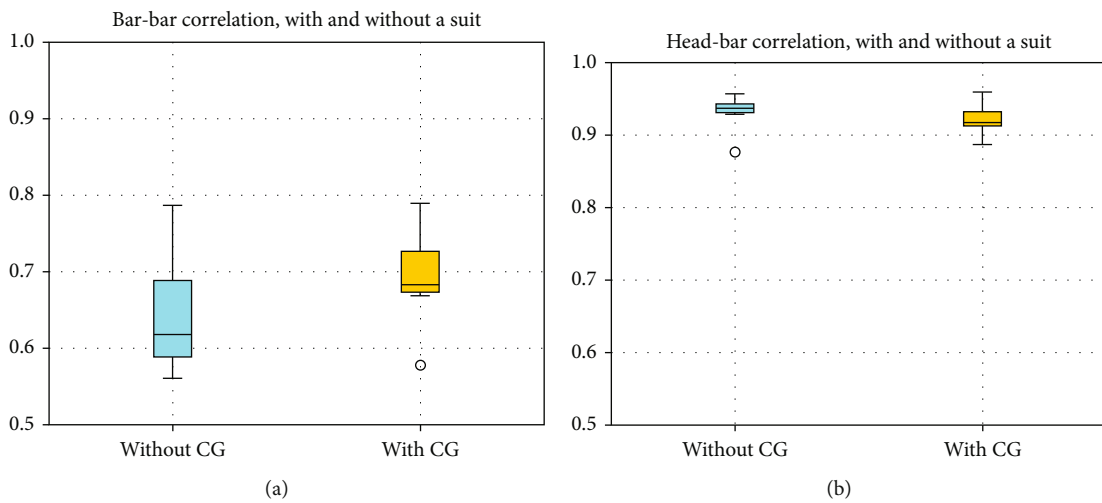 Bar-bar correlation, with and without a suit
1.0
0.9
0.8
0.7
0.6
0.5
Without CG
With CG
(a)
Head-bar correlation, with and without a suit
1.0
0.9
0.8
0.7
0.6
0.5
Without CG
With CG
(b)